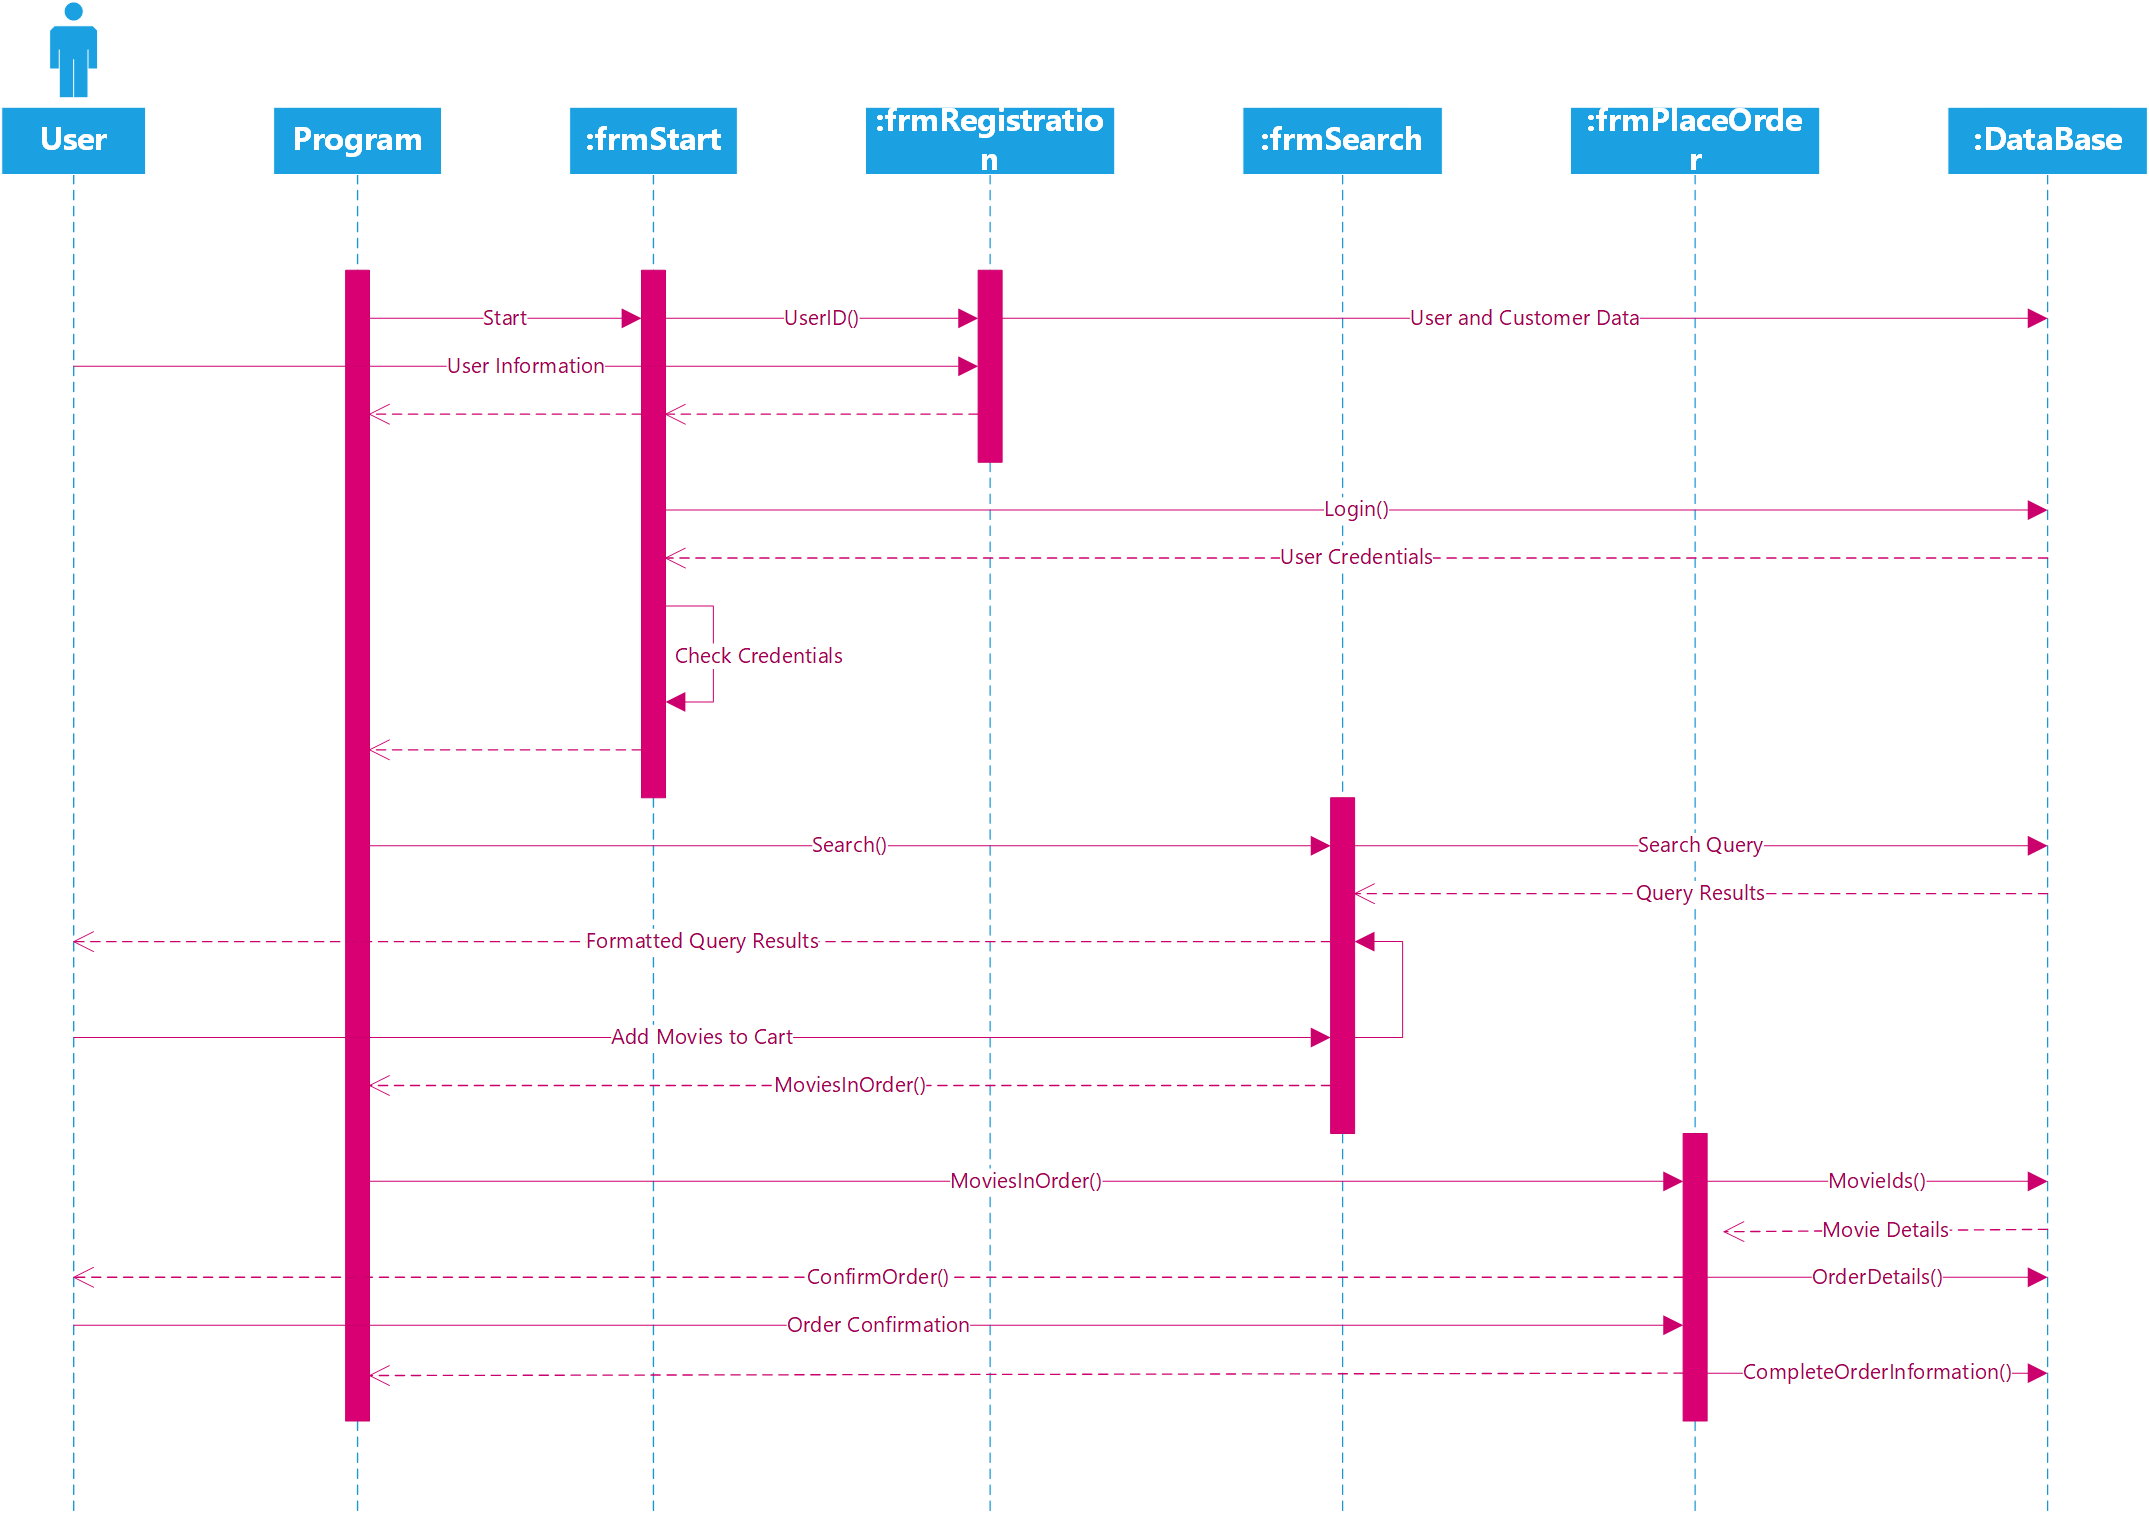 User
Program
:frmStart
:frmRegistratio
n
:frmSearch
:frmPlaceOrde
r
:DataBase
Start
UserID()
User and Customer Data
User Information
Login()
User Credentials
Check Credentials
Search()
Search Query
Query Results
Formatted Query Results
Add Movies to Cart
MoviesInOrder()
MoviesInOrder()
MovieIds()
Movie Details
ConfirmOrder()
OrderDetails()
Order Confirmation
CompleteOrderInformation()